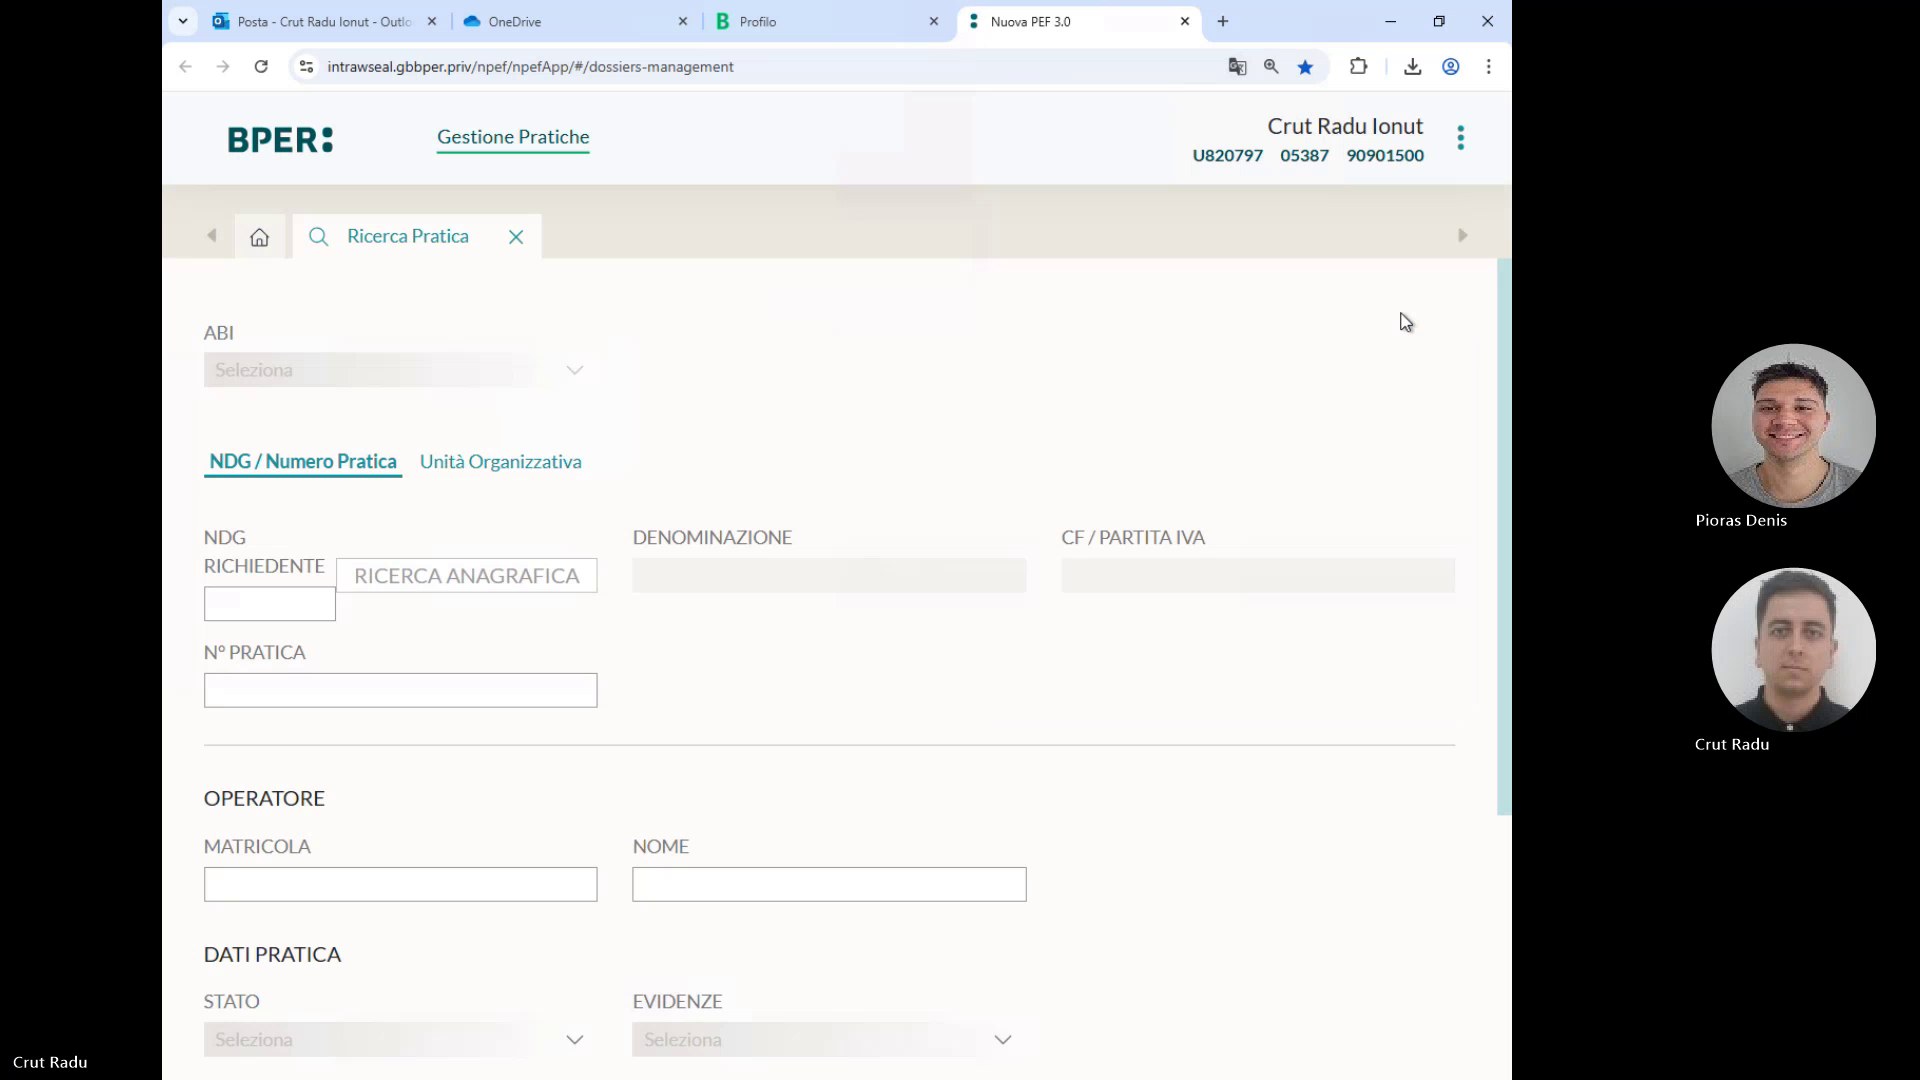 Posta - Crut Radu Ionut - Outlo
OneDrive
Profilo
Nuova PEF 3.0
intrawseal.gbbper.priv/npef/npefApp/#/dossiers-management
BPER:
Gestione Pratiche
Crut Radu Ionut
U820797 05387 90901500
Ricerca Pratica
ABI
Seleziona
NDG / Numero Pratica
Unità Organizzativa
NDG
RICHIEDENTE
RICERCA ANAGRAFICA
DENOMINAZIONE
CF / PARTITA IVA
N° PRATICA
OPERATORE
MATRICOLA
NOME
DATI PRATICA
STATO
EVIDENZE
Seleziona
Seleziona
Pioras Denis
Crut Radu
Crut Radu